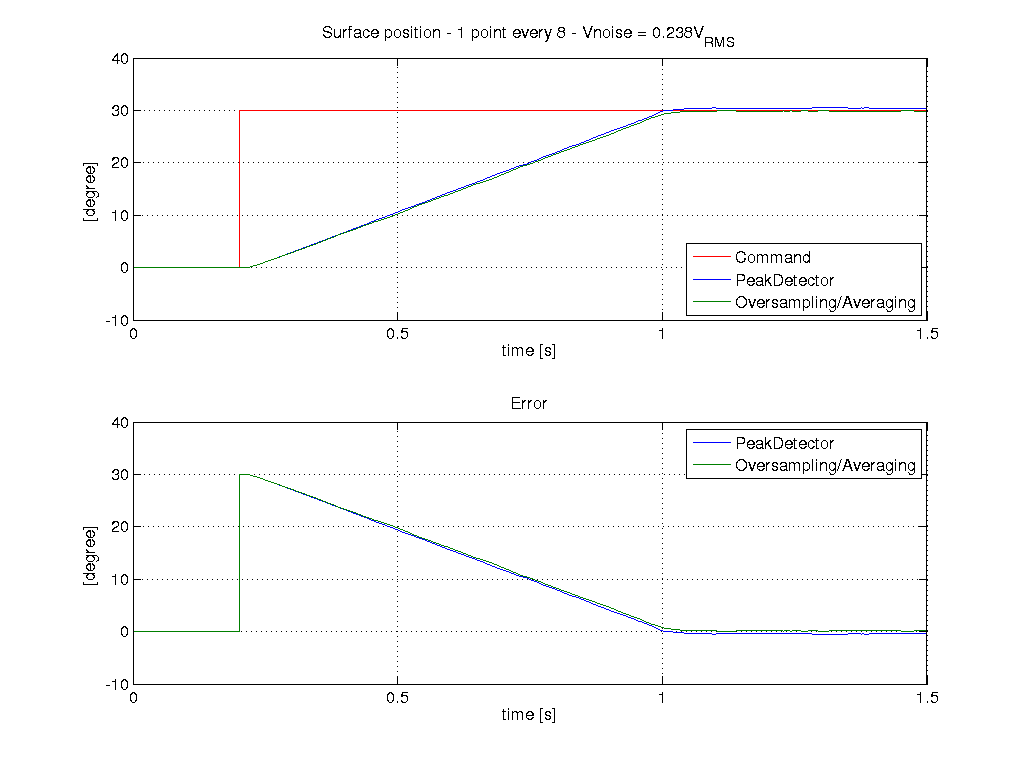 Surface position - 1 point every 8 - Vnoise = 0.238VRMS
40
30
20
10
0
-10
[degree]
Command
PeakDetector
Oversampling/Averaging
0 0.5 1 1.5
time [s]
Error
40
30
20
10
0
-10
[degree]
PeakDetector
Oversampling/Averaging
0 0.5 1 1.5
time [s]